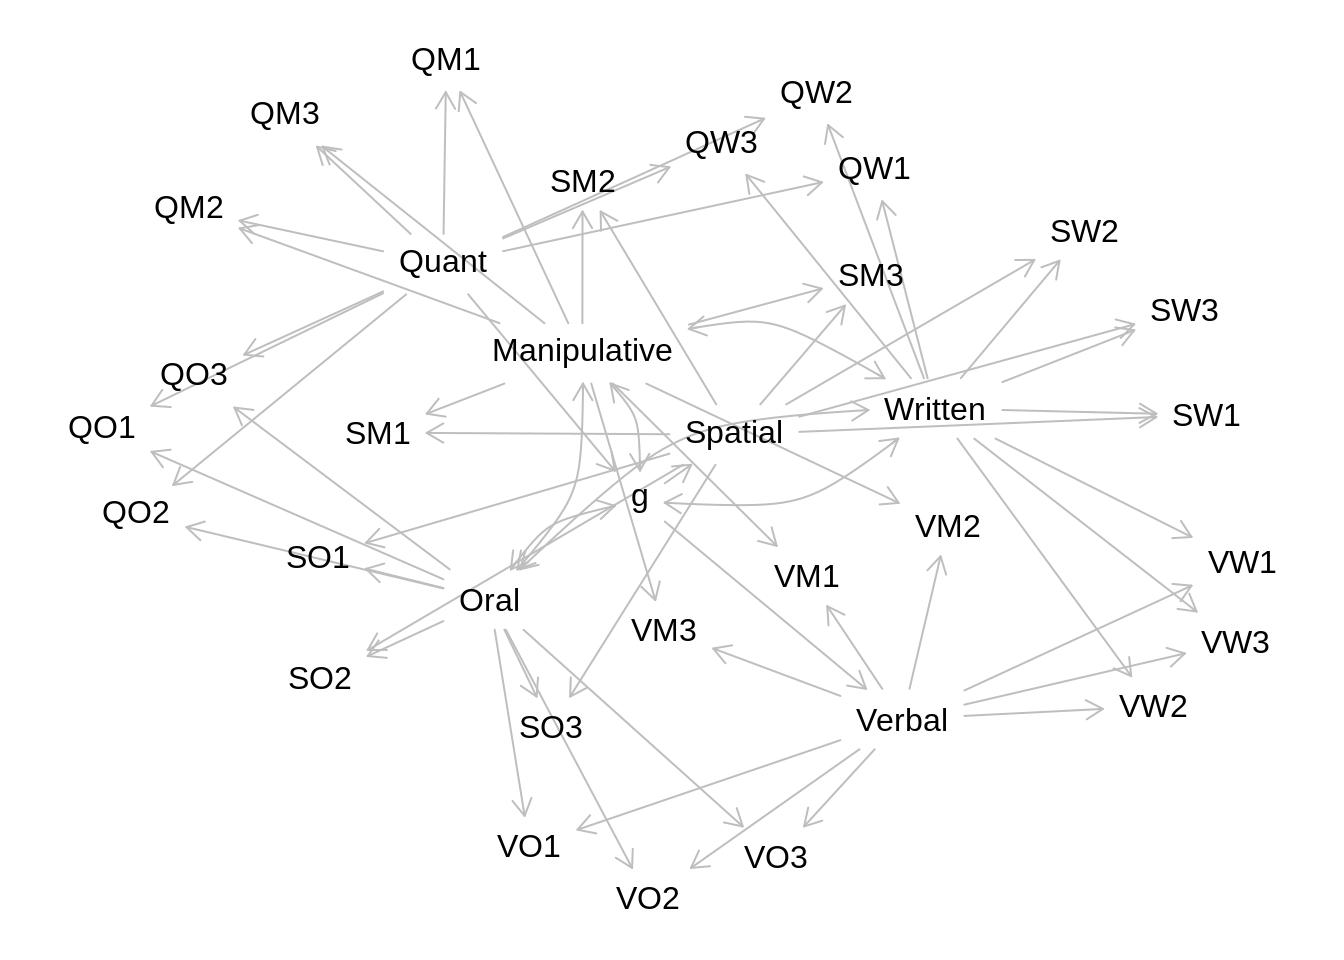 QM1
QW2
QM3
QW3
QW1
SM2
QM2
SW2
Quant
SM3
SW3
Manipulative
QO3
Written
SW1
QO1
SM1
Spatial
g
QO2
VM2
SO1
VW1
VM1
Oral
VM3
VW3
SO2
VW2
Verbal
SO3
VO1
VO3
VO2